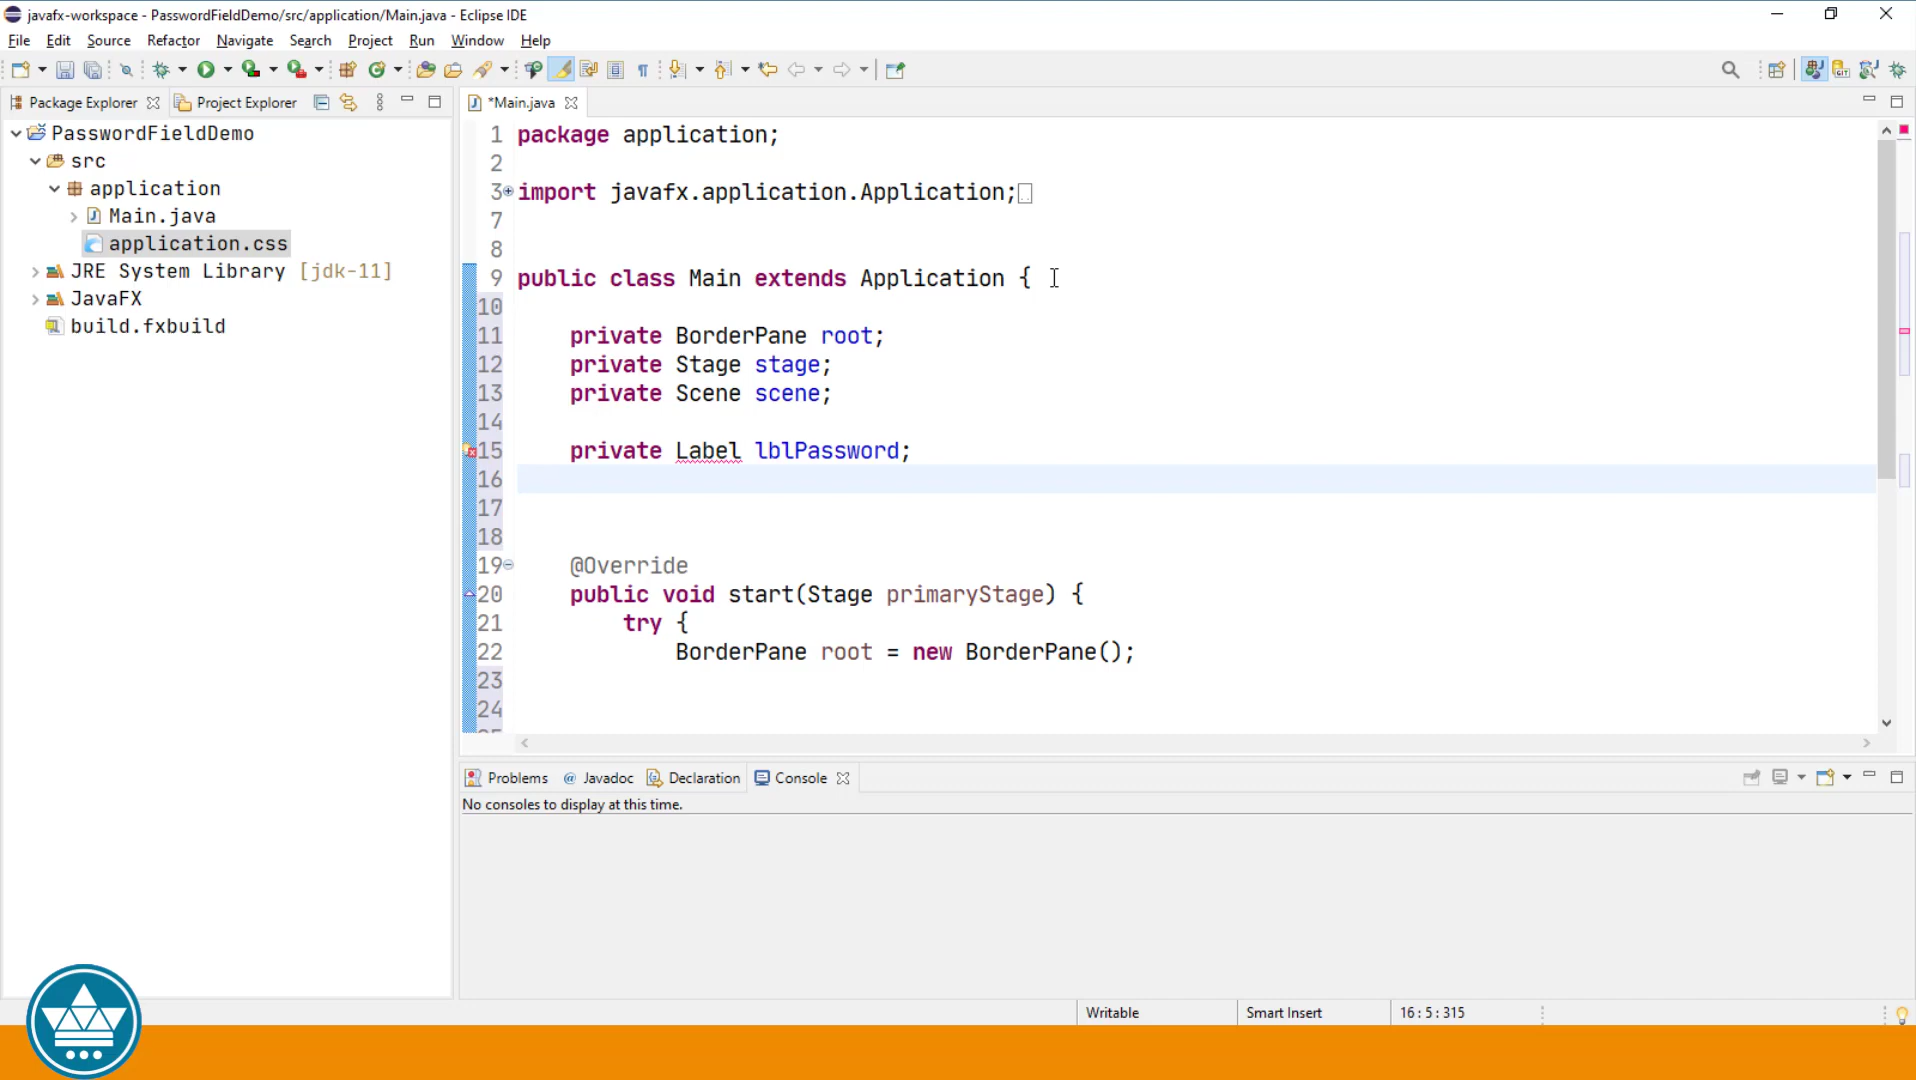 javafx-workspace - PasswordFieldDemo/src/application/Main.java - Eclipse IDE
File Edit Source Refactor Navigate Search Project Run Window Help
Package Explorer Project Explorer
*Main.java
PasswordFieldDemo
src
application
Main.java
application.css
JRE System Library [jdk-11]
JavaFX
build.fxbuild
1 package application;
2
3 import javafx.application.Application;
7
8
9 public class Main extends Application {
10
11 private BorderPane root;
12 private Stage stage;
13 private Scene scene;
14
15 private Label lblPassword;
16
17
18
19 @Override
20 public void start(Stage primaryStage) {
21 try {
22 BorderPane root = new BorderPane();
23
24
Problems @ Javadoc Declaration Console
No consoles to display at this time.
Writable Smart Insert 16 : 5 : 315